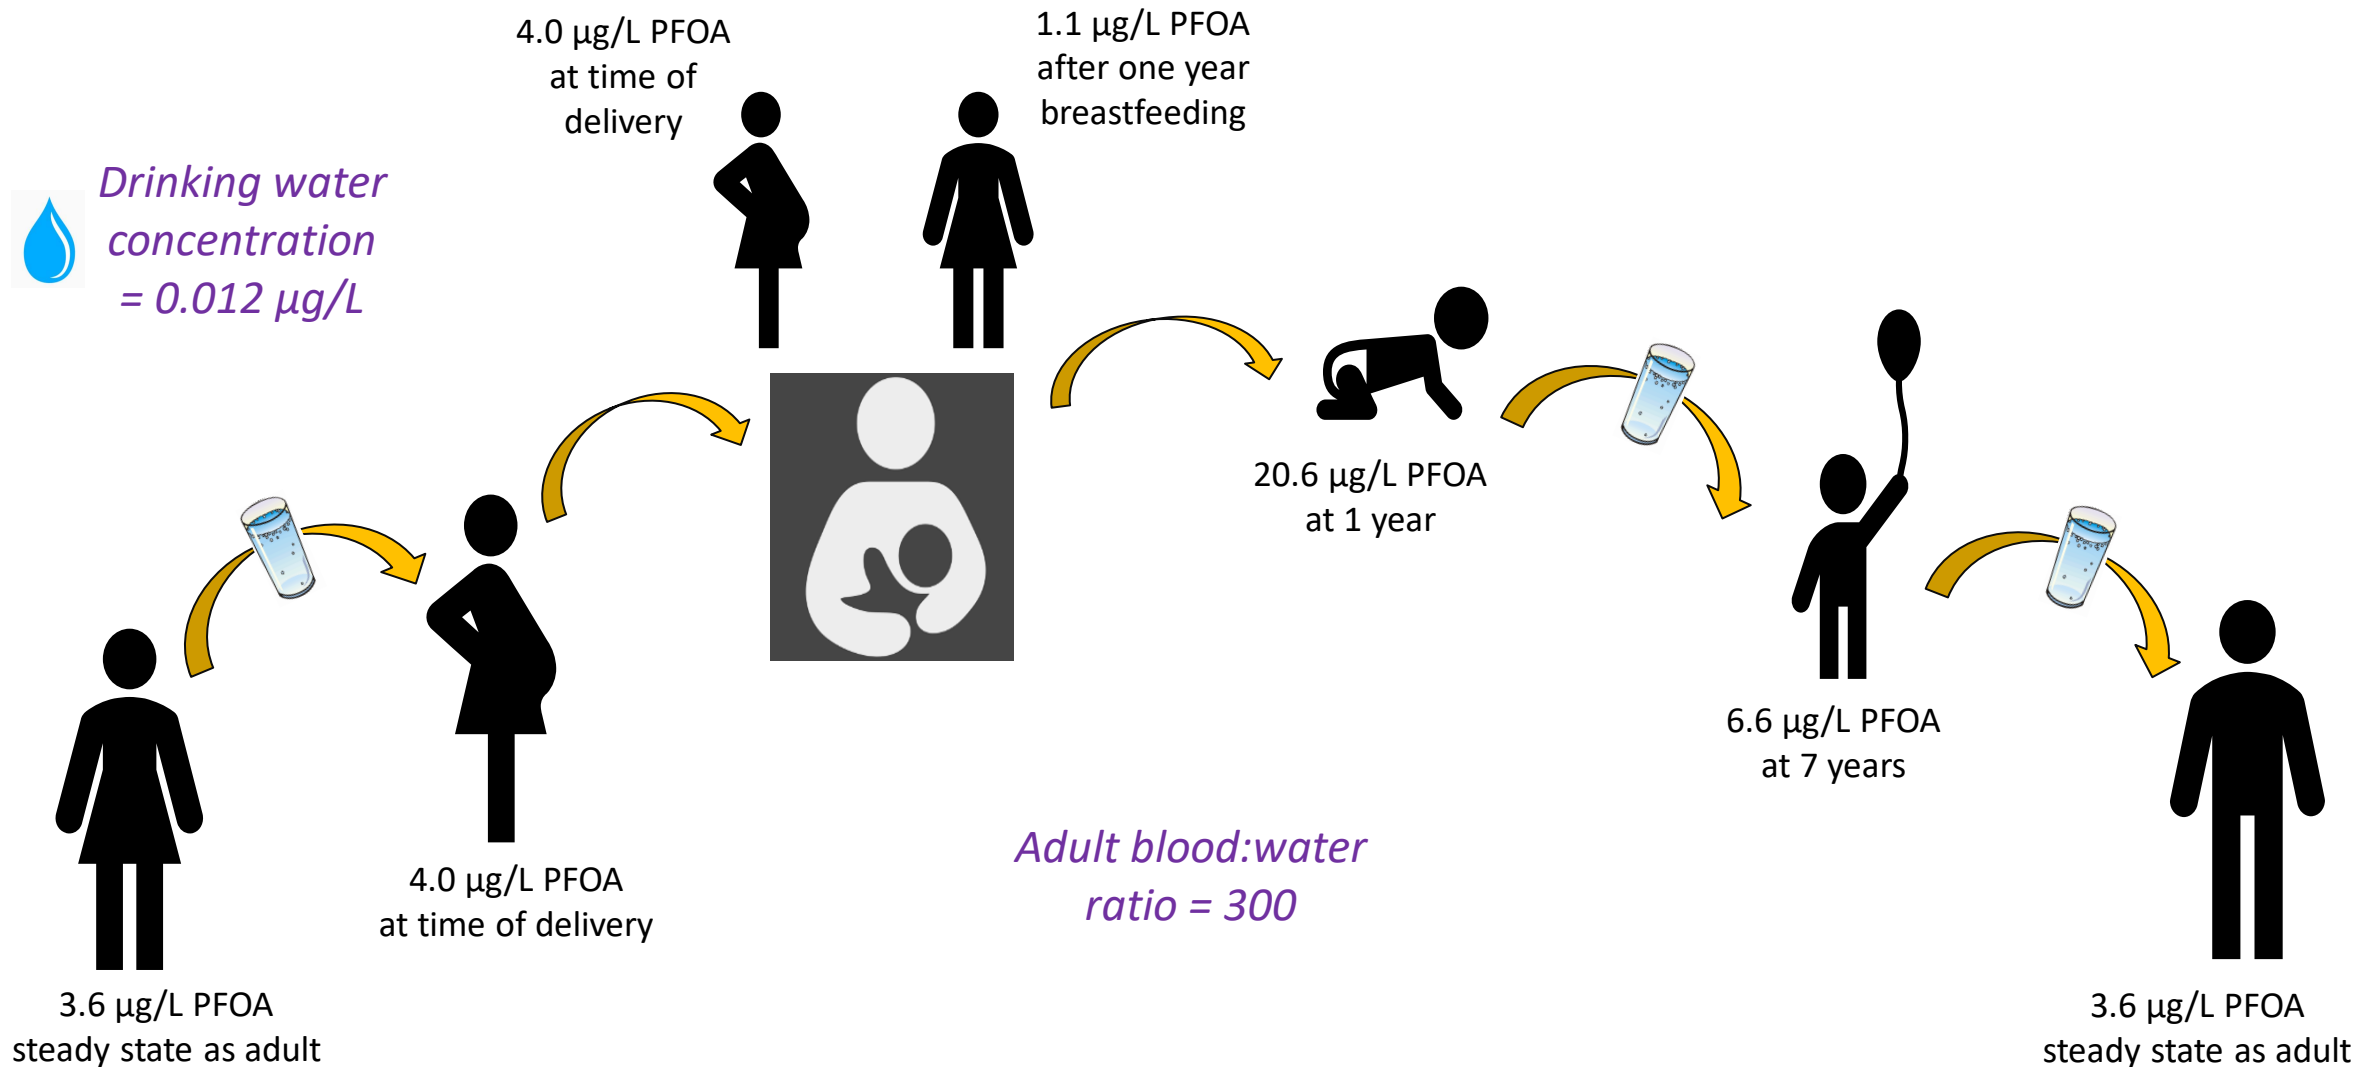 4.0 µg/L PFOA
at time of
delivery
1.1 µg/L PFOA
after one year
breastfeeding
Drinking water
concentration
= 0.012 µg/L
20.6 µg/L PFOA
at 1 year
6.6 µg/L PFOA
at 7 years
4.0 µg/L PFOA
at time of delivery
Adult blood:water
ratio = 300
3.6 µg/L PFOA
steady state as adult
3.6 µg/L PFOA
steady state as adult